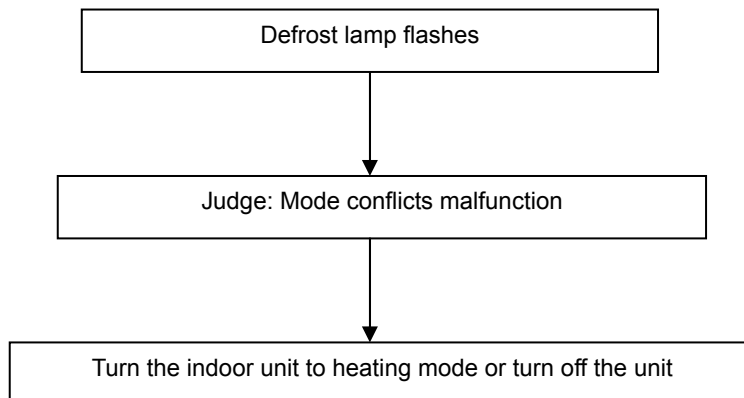 Defrost lamp flashes
Judge: Mode conflicts malfunction
Turn the indoor unit to heating mode or turn off the unit